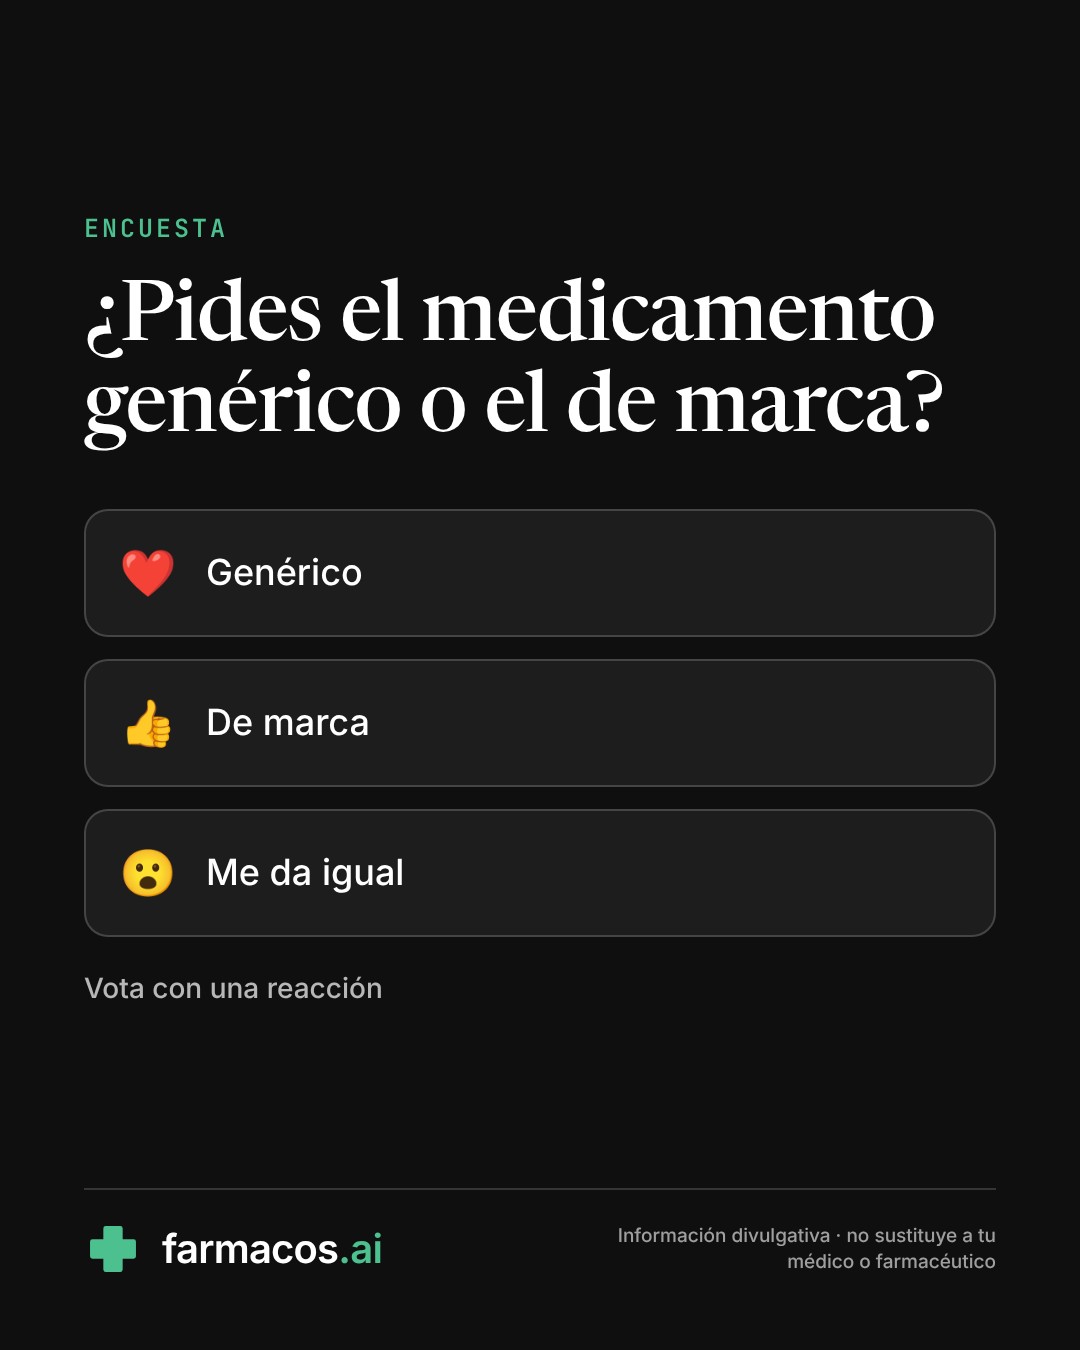 ENCUESTA
¿Pides el medicamento
genérico o el de marca?
❤️ Genérico
👍 De marca
😮 Me da igual
Vota con una reacción
farmacos.ai
Información divulgativa · no sustituye a tu
médico o farmacéutico